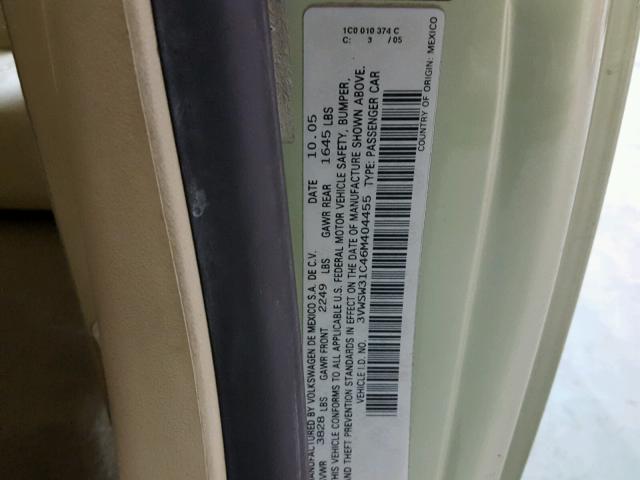 1C0 010 374 C
C: 3 /05
MANUFACTURED BY VOLKSWAGEN DE MEXICO S.A. DE C.V. DATE 10.05
GVWR 3828 LBS GAWR FRONT 2249 LBS GAWR REAR 1645 LBS
THIS VEHICLE CONFORMS TO ALL APPLICABLE U.S. FEDERAL MOTOR VEHICLE SAFETY, BUMPER,
AND THEFT PREVENTION STANDARDS IN EFFECT ON THE DATE OF MANUFACTURE SHOWN ABOVE.
VEHICLE I.D. NO. 3VWSW31C46M404455 TYPE: PASSENGER CAR
COUNTRY OF ORIGIN: MEXICO